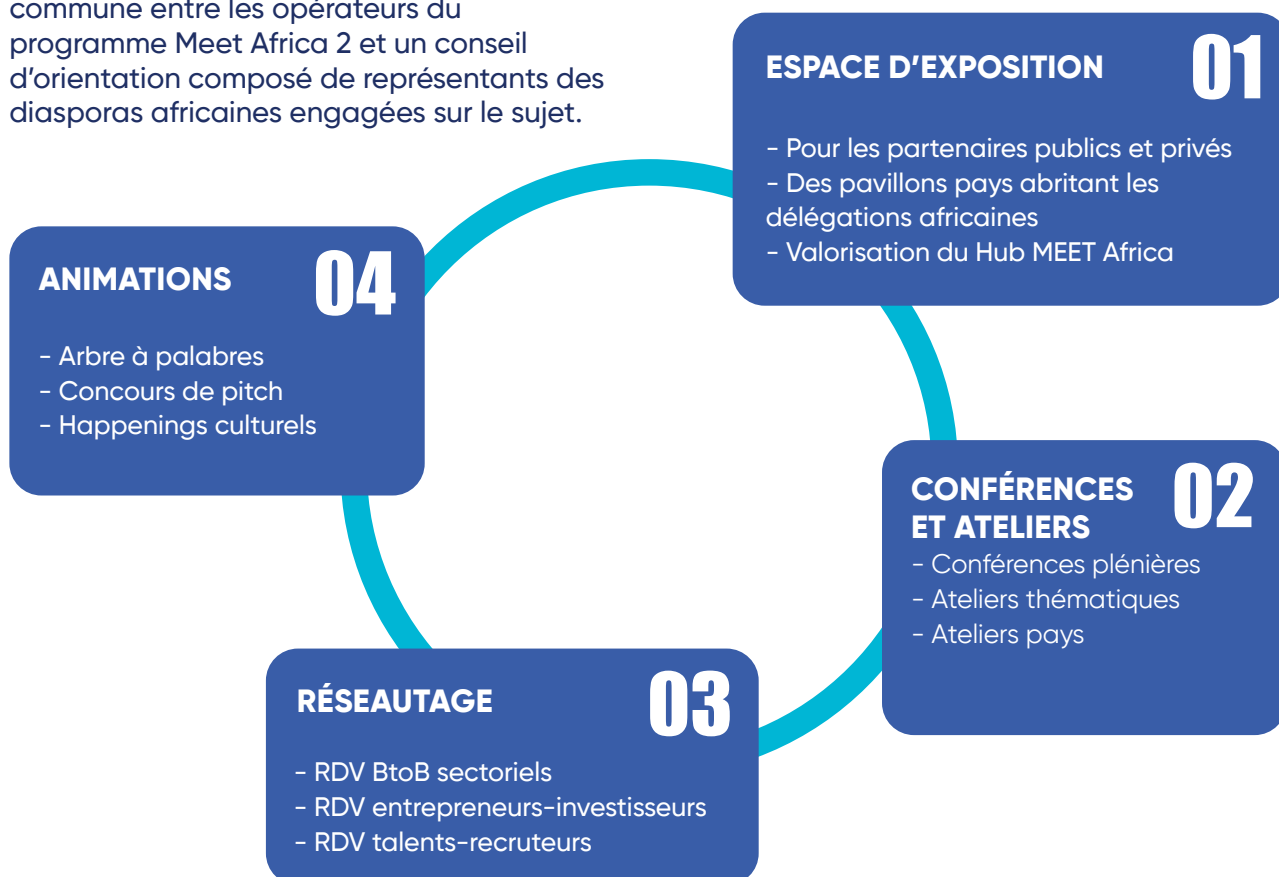 commune entre les opérateurs du
programme Meet Africa 2 et un conseil
d'orientation composé de représentants des
diasporas africaines engagées sur le sujet.
ESPACE D'EXPOSITION
01
- Pour les partenaires publics et privés
- Des pavillons pays abritant les
délégations africaines
- Valorisation du Hub MEET Africa
CONFÉRENCES
ET ATELIERS
02
- Conférences plénières
- Ateliers thématiques
- Ateliers pays
RÉSEAUTAGE
03
- RDV BtoB sectoriels
- RDV entrepreneurs-investisseurs
- RDV talents-recruteurs
ANIMATIONS
04
- Arbre à palabres
- Concours de pitch
- Happenings culturels